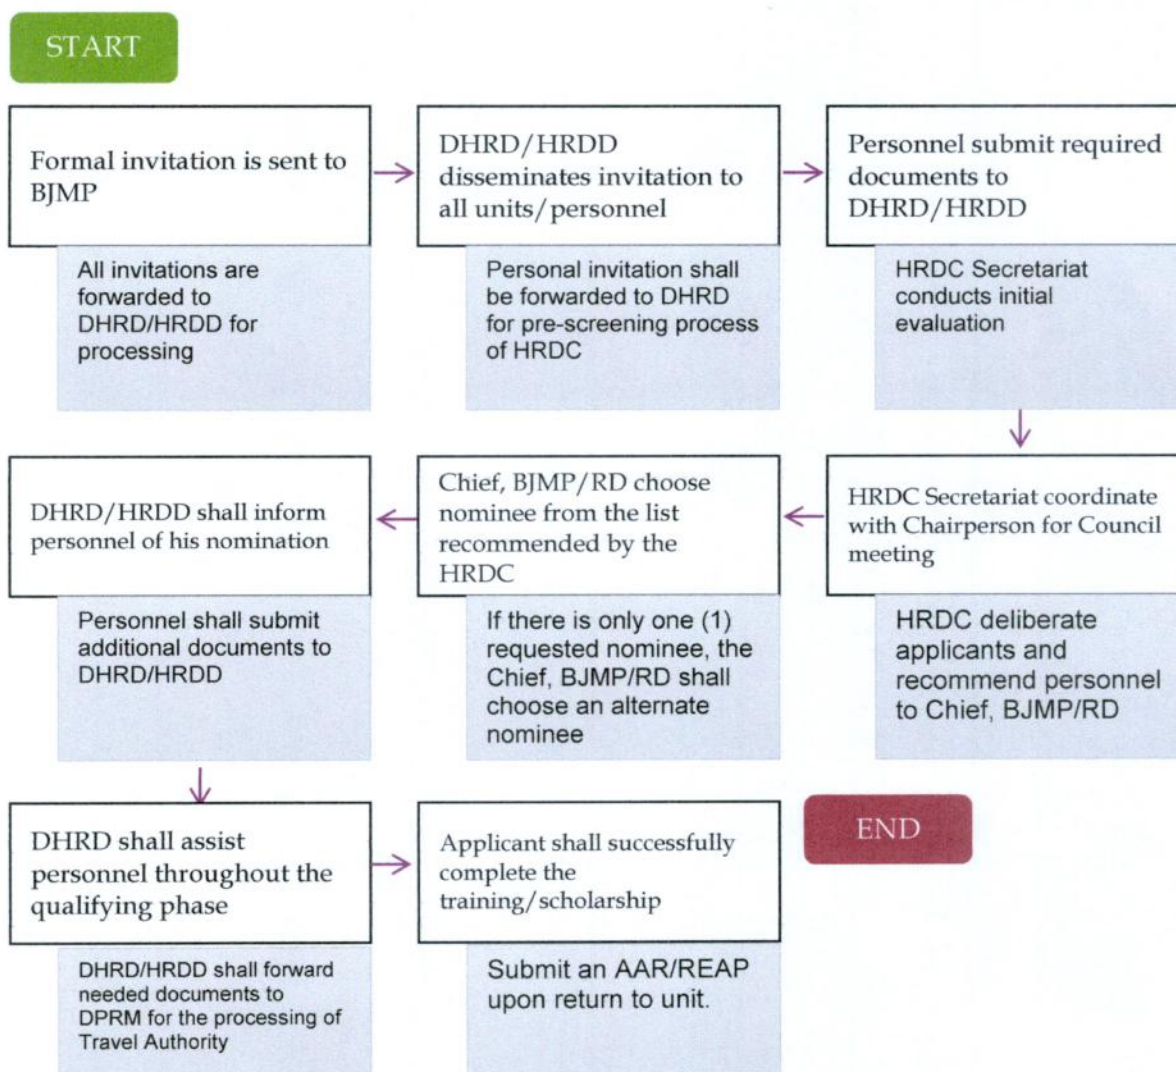 START
Formal invitation is sent to
BJMP
All invitations are
forwarded to
DHRD/HRDD for
processing
DHRD/HRDD
disseminates invitation to
all units/personnel
Personal invitation shall
be forwarded to DHRD
for pre-screening process
of HRDC
Personnel submit required
documents to
DHRD/HRDD
HRDC Secretariat
conducts initial
evaluation
HRDC Secretariat coordinate
with Chairperson for Council
meeting
HRDC deliberate
applicants and
recommend personnel
to Chief, BJMP/RD
Chief, BJMP/RD choose
nominee from the list
recommended by the
HRDC
If there is only one (1)
requested nominee, the
Chief, BJMP/RD shall
choose an alternate
nominee
DHRD/HRDD shall inform
personnel of his nomination
Personnel shall submit
additional documents to
DHRD/HRDD
DHRD shall assist
personnel throughout the
qualifying phase
DHRD/HRDD shall forward
needed documents to
DPRM for the processing of
Travel Authority
Applicant shall successfully
complete the
training/scholarship
Submit an AAR/REAP
upon return to unit.
END